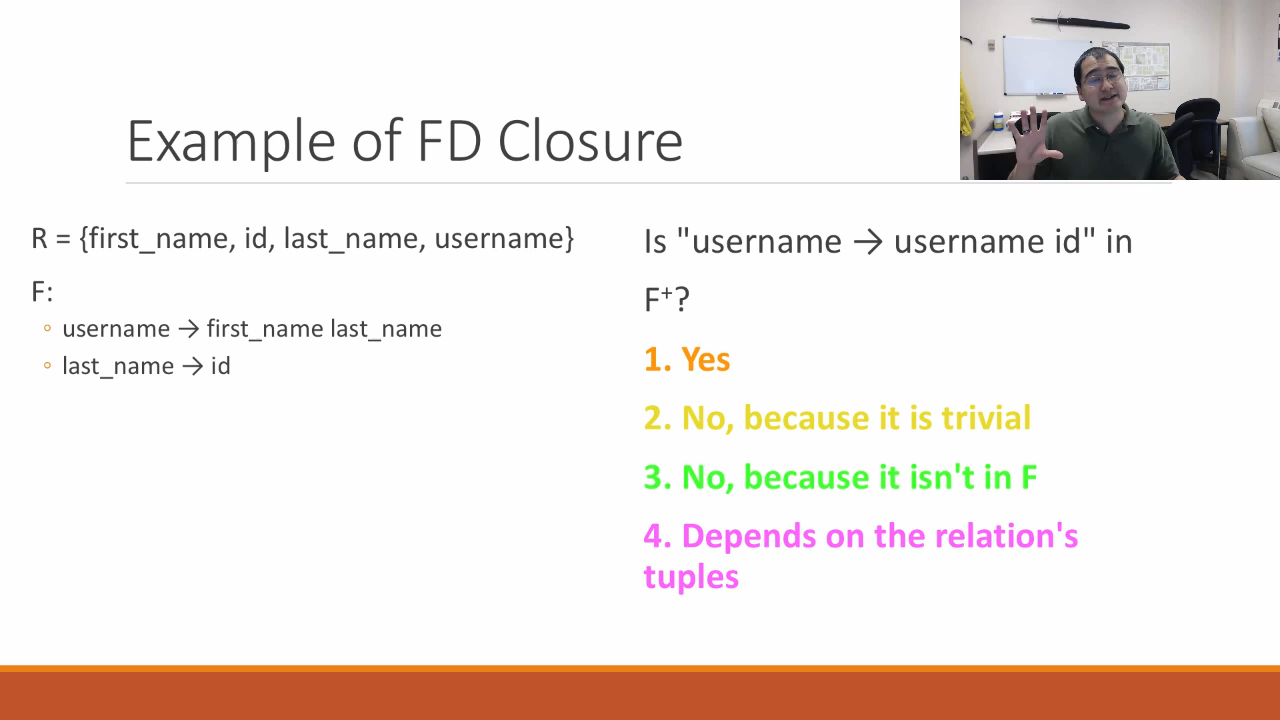 Example of FD Closure
R = {first_name, id, last_name, username}
F:
◦ username → first_name last_name
◦ last_name → id
Is "username → username id" in
F⁺?
1. Yes
2. No, because it is trivial
3. No, because it isn't in F
4. Depends on the relation's
tuples